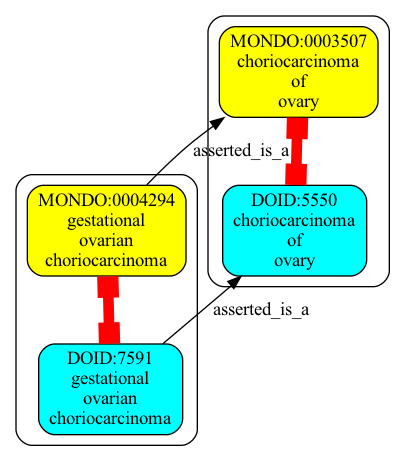 MONDO:0003507
choriocarcinoma
of
ovary
asserted_is_a
MONDO:0004294
gestational
ovarian
choriocarcinoma
DOID:5550
choriocarcinoma
of
ovary
asserted_is_a
DOID:7591
gestational
ovarian
choriocarcinoma